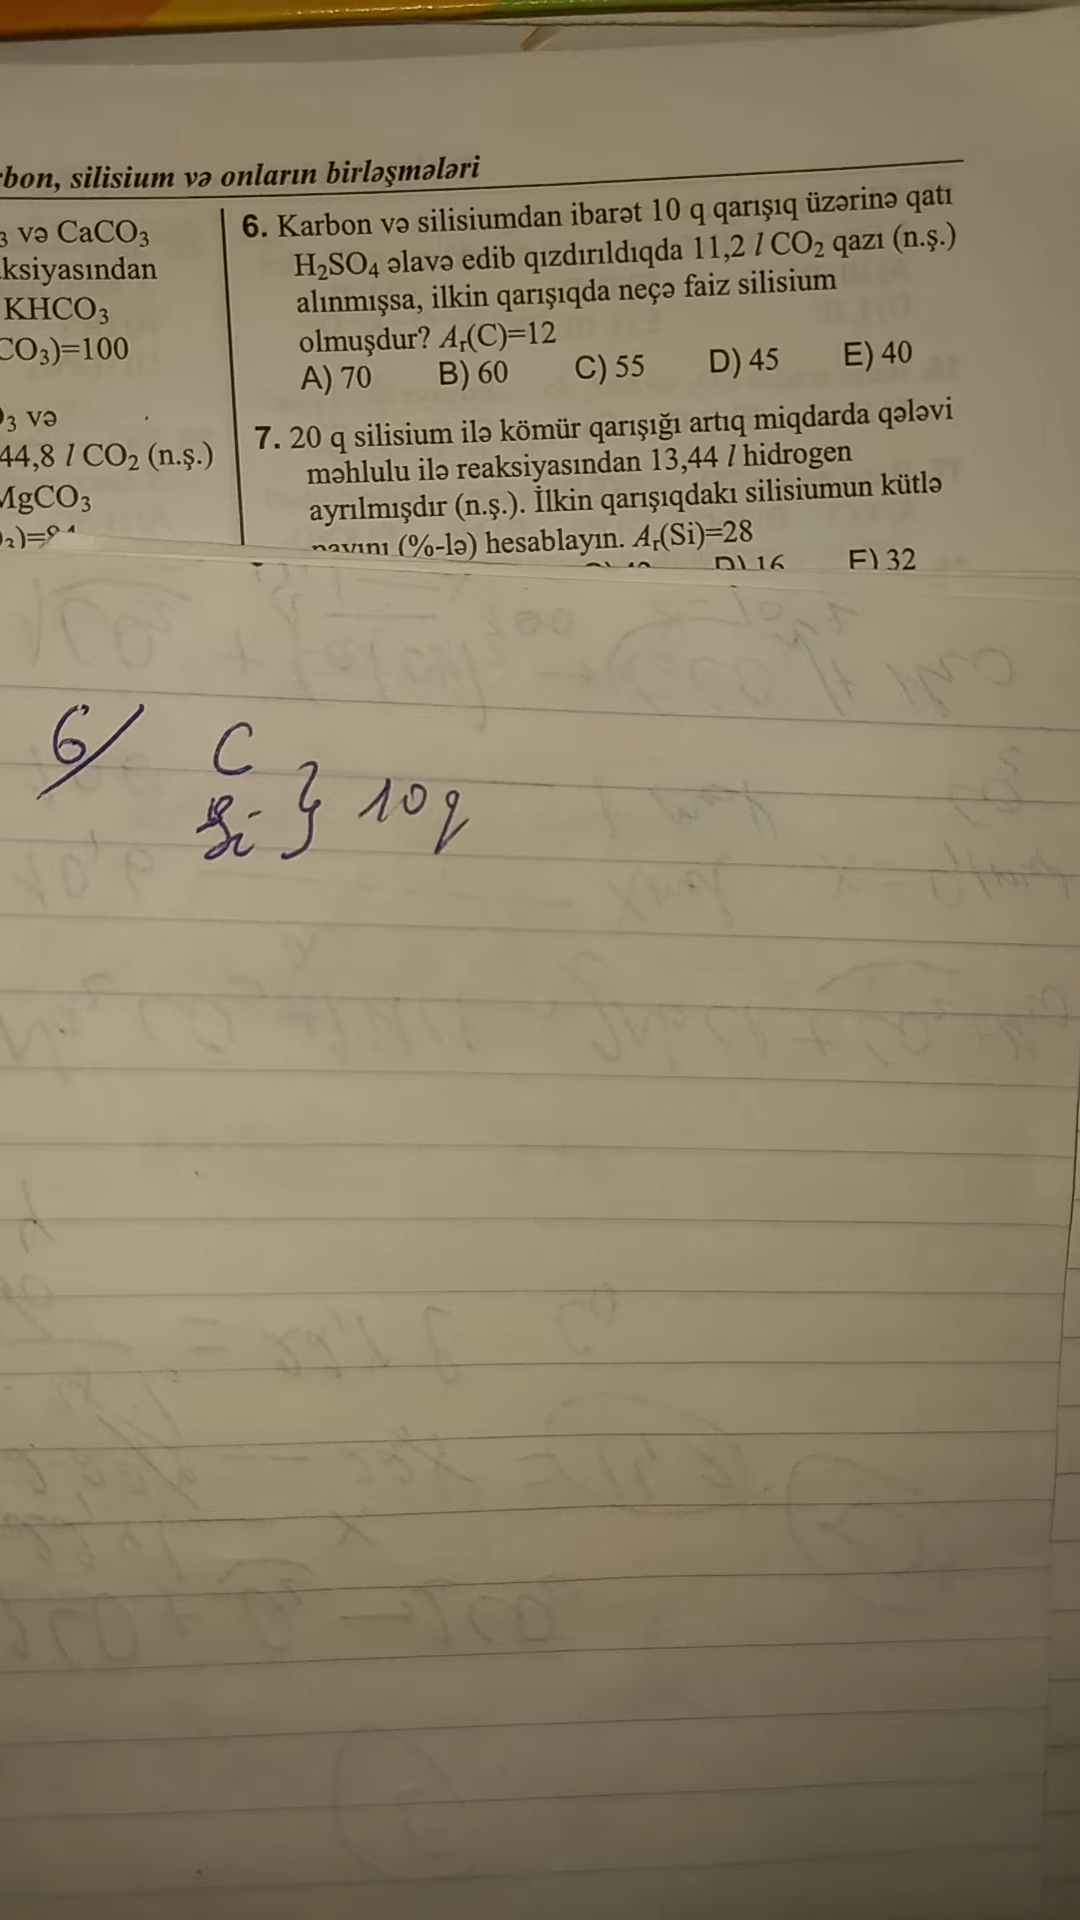 rbon, silisium və onların birləşmələri
3 və CaCO₃
ksiyasından
KHCO₃
CO₃)=100
3 və
44,8 l CO₂ (n.ş.)
MgCO₃
6. Karbon və silisiumdan ibarət 10 q qarışıq üzərinə qatı
H₂SO₄ əlavə edib qızdırıldıqda 11,2 l CO₂ qazı (n.ş.)
alınmışsa, ilkin qarışıqda neçə faiz silisium
olmuşdur? Aᵣ(C)=12
A) 70 B) 60 C) 55 D) 45 E) 40
7. 20 q silisium ilə kömür qarışığı artıq miqdarda qələvi
məhlulu ilə reaksiyasından 13,44 l hidrogen
ayrılmışdır (n.ş.). İlkin qarışıqdakı silisiumun kütlə
payını (%-lə) hesablayın. Aᵣ(Si)=28
D) 16 E) 32
6/ C
Si } 10q